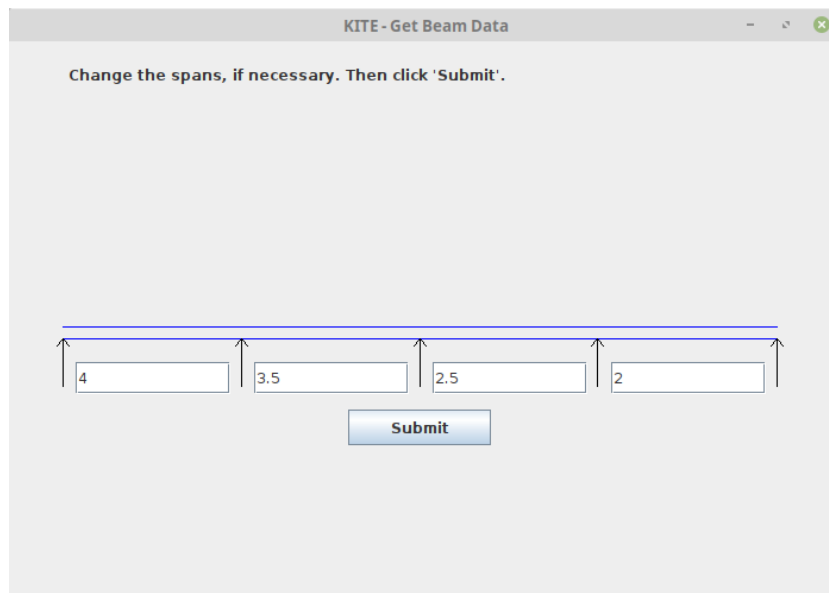 KITE - Get Beam Data
Change the spans, if necessary. Then click 'Submit'.
4 3.5 2.5 2
Submit